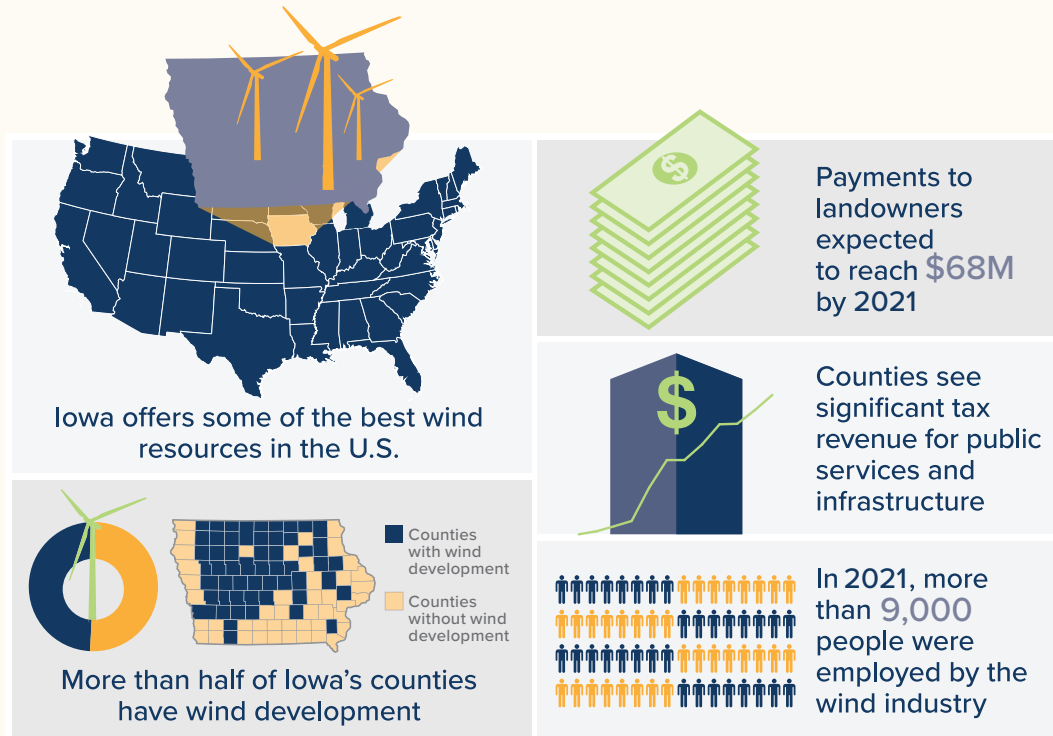 Iowa offers some of the best wind
resources in the U.S.
Counties
with wind
development
Counties
without wind
development
More than half of Iowa’s counties
have wind development
$
Payments to
landowners
expected
to reach $68M
by 2021
$
Counties see
significant tax
revenue for public
services and
infrastructure
In 2021, more
than 9,000
people were
employed by the
wind industry